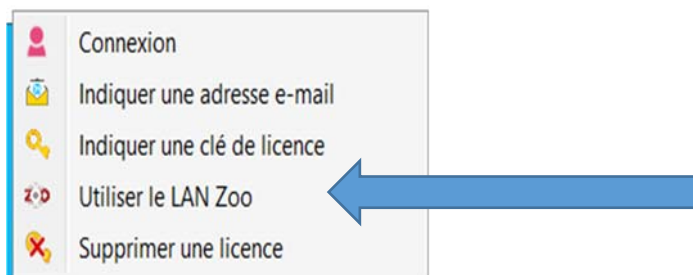 Connexion
Indiquer une adresse e-mail
Indiquer une clé de licence
Utiliser le LAN Zoo
Supprimer une licence